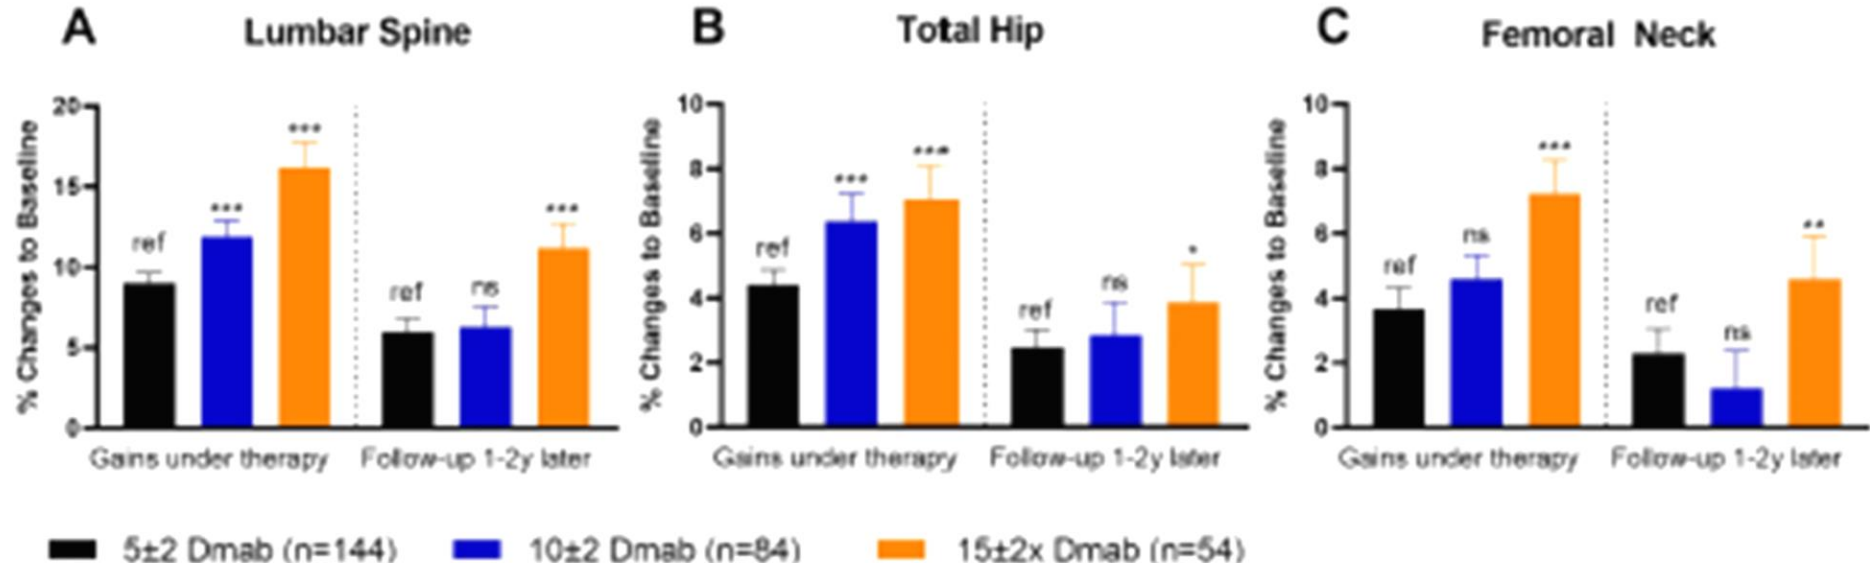 A Lumbar Spine
% Changes to Baseline
20
15
10
5
0
ref
***
***
ref
ns
***
Gains under therapy Follow-up 1-2y later
B Total Hip
% Changes to Baseline
10
8
6
4
2
0
ref
***
***
ref
ns
*
Gains under therapy Follow-up 1-2y later
C Femoral Neck
% Changes to Baseline
10
8
6
4
2
0
ref
ns
***
ref
ns
**
Gains under therapy Follow-up 1-2y later
5±2 Dmab (n=144) 10±2 Dmab (n=84) 15±2x Dmab (n=54)